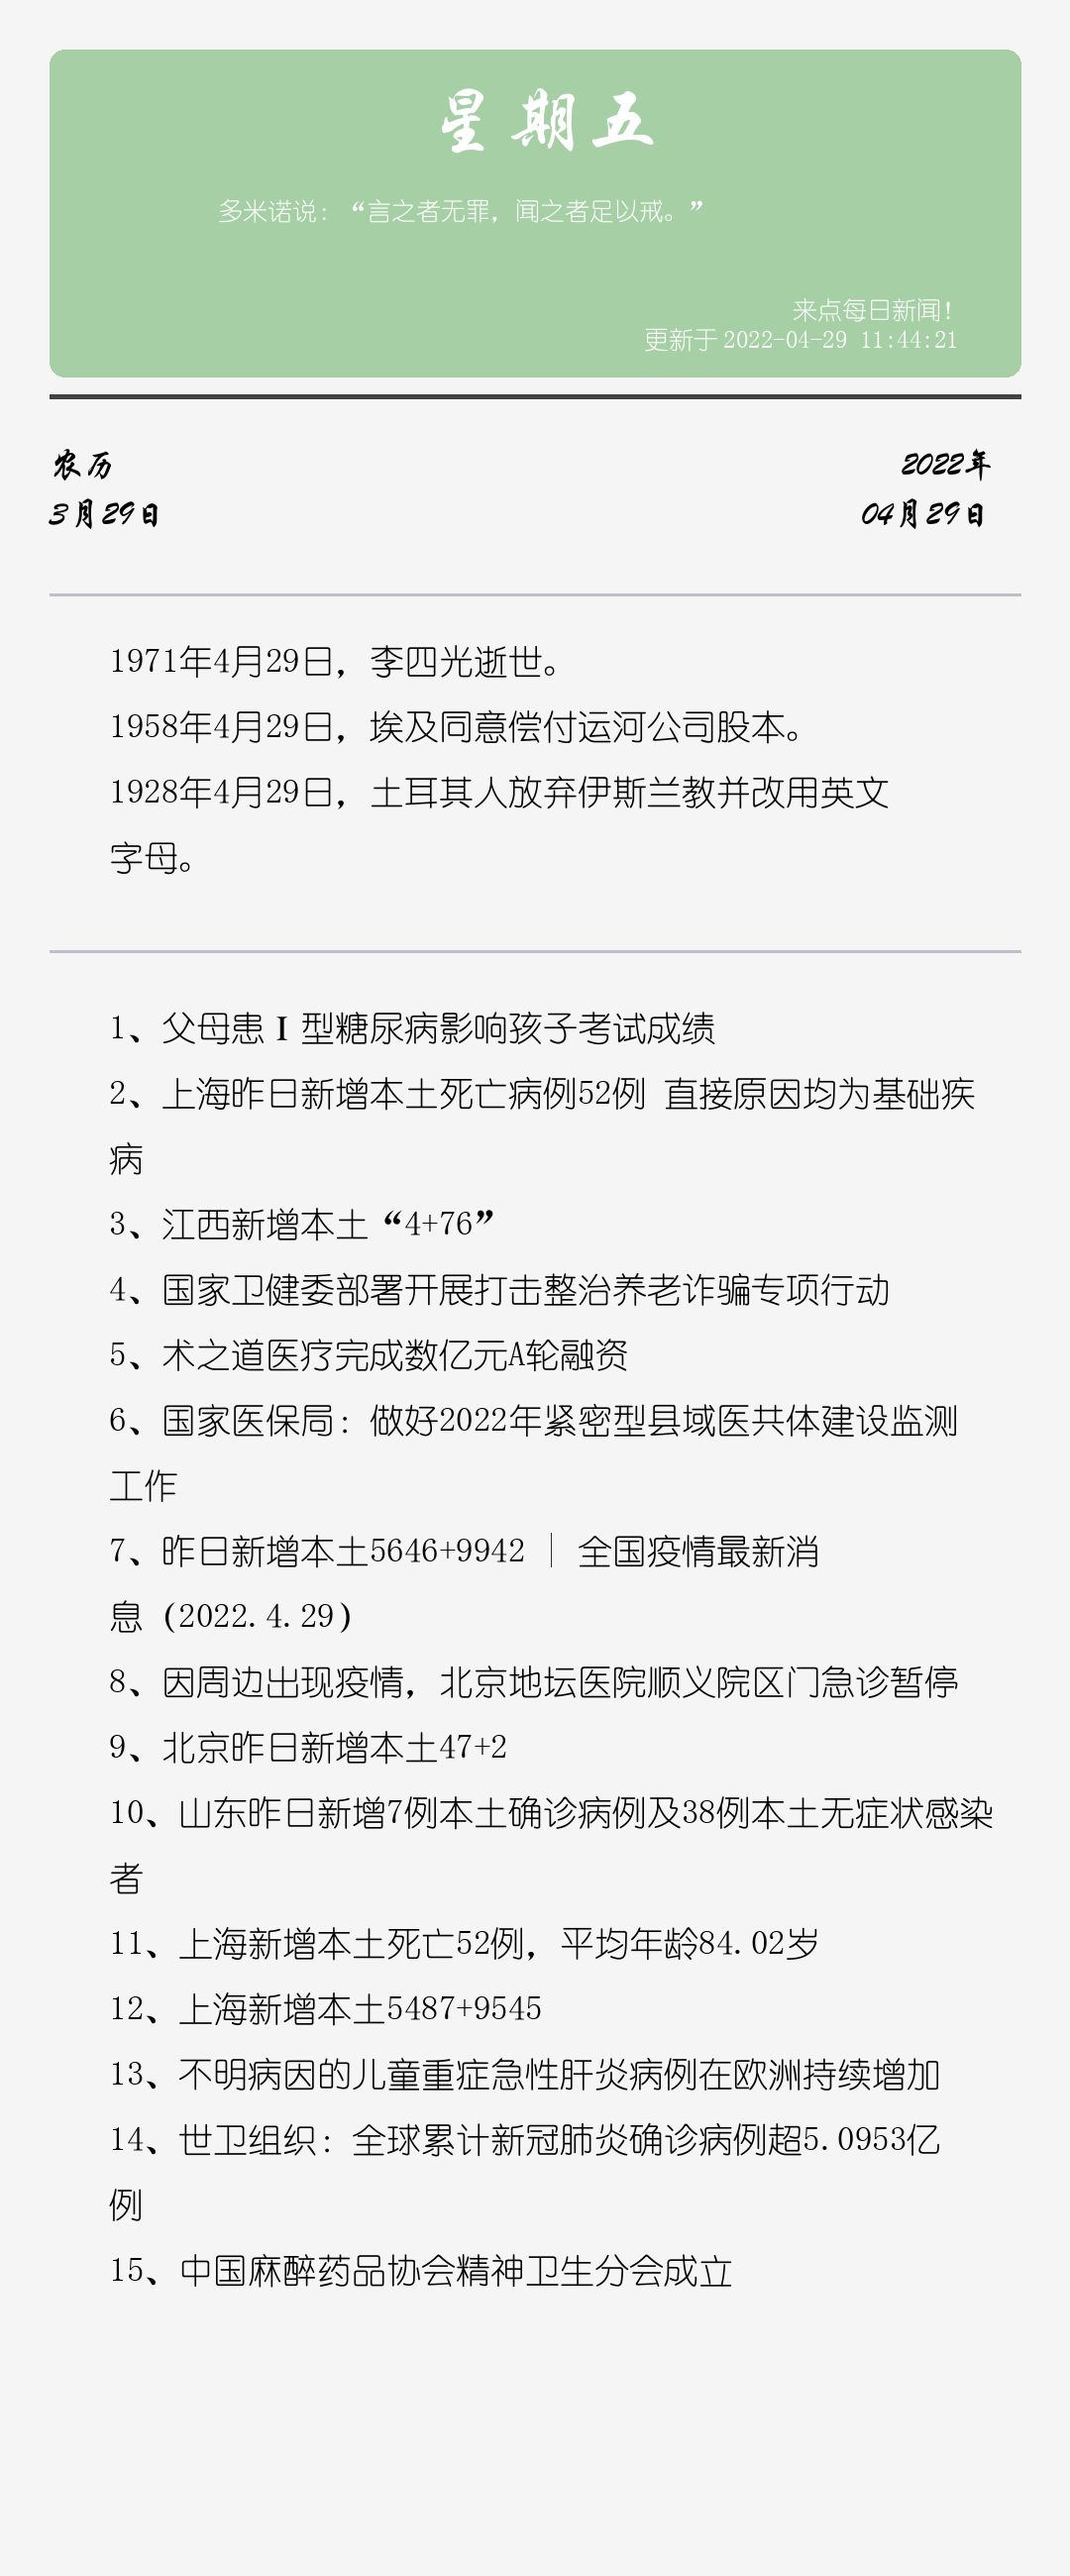 星期五
多米诺说：“言之者无罪，闻之者足以戒。”
来点每日新闻！
更新于 2022-04-29 11:44:21
农历
2022年
3月29日
04月29日
1971年4月29日，李四光逝世。
1958年4月29日，埃及同意偿付运河公司股本。
1928年4月29日，土耳其人放弃伊斯兰教并改用英文
字母。
1、父母患Ⅰ型糖尿病影响孩子考试成绩
2、上海昨日新增本土死亡病例52例 直接原因均为基础疾
病
3、江西新增本土“4+76”
4、国家卫健委部署开展打击整治养老诈骗专项行动
5、术之道医疗完成数亿元A轮融资
6、国家医保局：做好2022年紧密型县域医共体建设监测
工作
7、昨日新增本土5646+9942 ｜ 全国疫情最新消
息（2022.4.29）
8、因周边出现疫情，北京地坛医院顺义院区门急诊暂停
9、北京昨日新增本土47+2
10、山东昨日新增7例本土确诊病例及38例本土无症状感染
者
11、上海新增本土死亡52例，平均年龄84.02岁
12、上海新增本土5487+9545
13、不明病因的儿童重症急性肝炎病例在欧洲持续增加
14、世卫组织：全球累计新冠肺炎确诊病例超5.0953亿
例
15、中国麻醉药品协会精神卫生分会成立